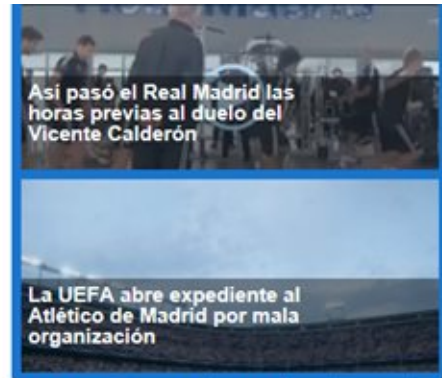 Así pasó el Real Madrid las
horas previas al duelo del
Vicente Calderón
La UEFA abre expediente al
Atlético de Madrid por mala
organización